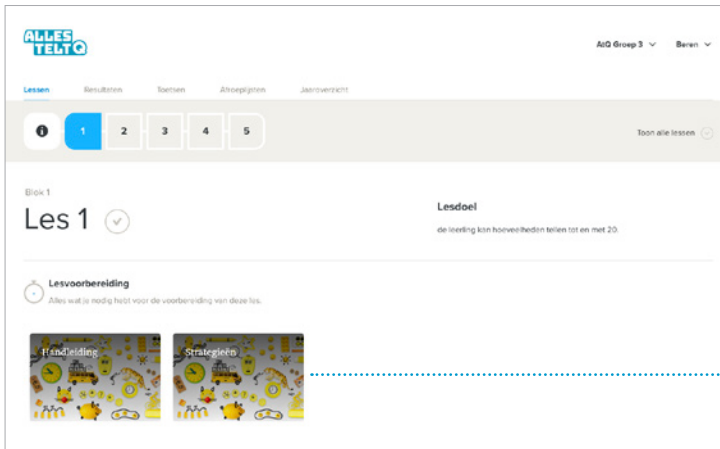 ALLES
TELT Q
AtQ Groep 3 Beren
Lessen Resultaten Toetsen Afroeplijsten Jaaroverzicht
i 1 2 3 4 5
Toon alle lessen
Blok 1
Les 1
Lesdoel
de leerling kan hoeveelheden tellen tot en met 20.
Lesvoorbereiding
Alles wat je nodig hebt voor de voorbereiding van deze les.
Handleiding Strategieën